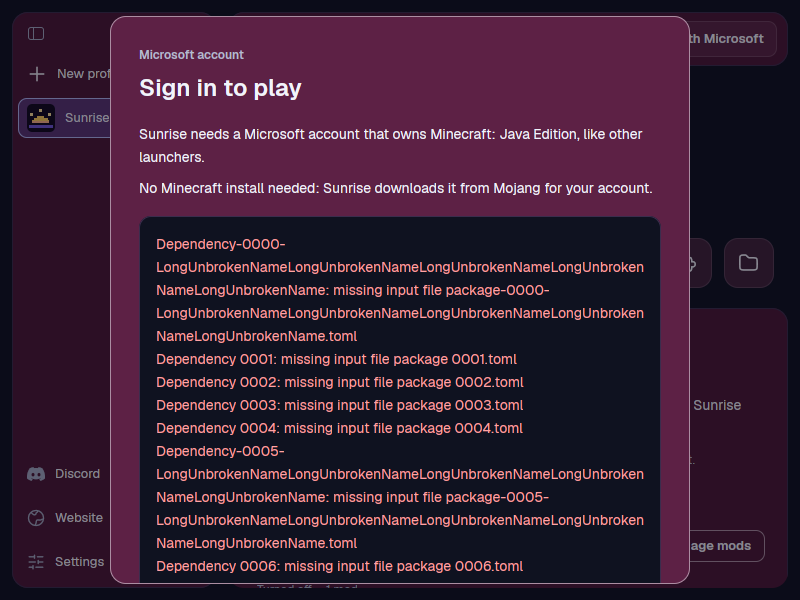 New prof
Sunrise
Discord
Website
Settings
Microsoft account
Sign in to play
Sunrise needs a Microsoft account that owns Minecraft: Java Edition, like other
launchers.
No Minecraft install needed: Sunrise downloads it from Mojang for your account.
Dependency-0000-
LongUnbrokenNameLongUnbrokenNameLongUnbrokenNameLongUnbroken
NameLongUnbrokenName: missing input file package-0000-
LongUnbrokenNameLongUnbrokenNameLongUnbrokenNameLongUnbroken
NameLongUnbrokenName.toml
Dependency 0001: missing input file package 0001.toml
Dependency 0002: missing input file package 0002.toml
Dependency 0003: missing input file package 0003.toml
Dependency 0004: missing input file package 0004.toml
Dependency-0005-
LongUnbrokenNameLongUnbrokenNameLongUnbrokenNameLongUnbroken
NameLongUnbrokenName: missing input file package-0005-
LongUnbrokenNameLongUnbrokenNameLongUnbrokenNameLongUnbroken
NameLongUnbrokenName.toml
Dependency 0006: missing input file package 0006.toml
th Microsoft
Sunrise
t.
age mods